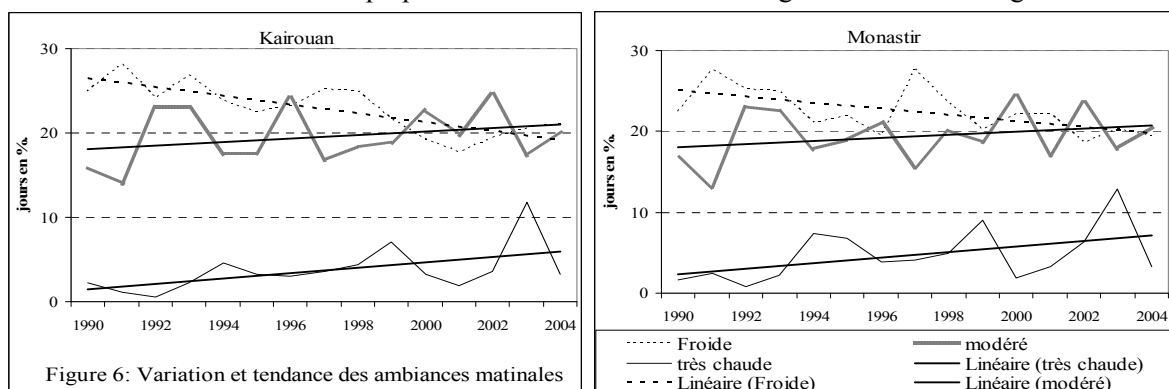 Kairouan
30
20
10
0
jours en %.
1990 1992 1994 1996 1998 2000 2002 2004
Figure 6: Variation et tendance des ambiances matinales
Monastir
30
20
10
0
jours en %.
1990 1992 1994 1996 1998 2000 2002 2004
Froide modéré
très chaude Linéaire (très chaude)
Linéaire (Froide) Linéaire (modéré)